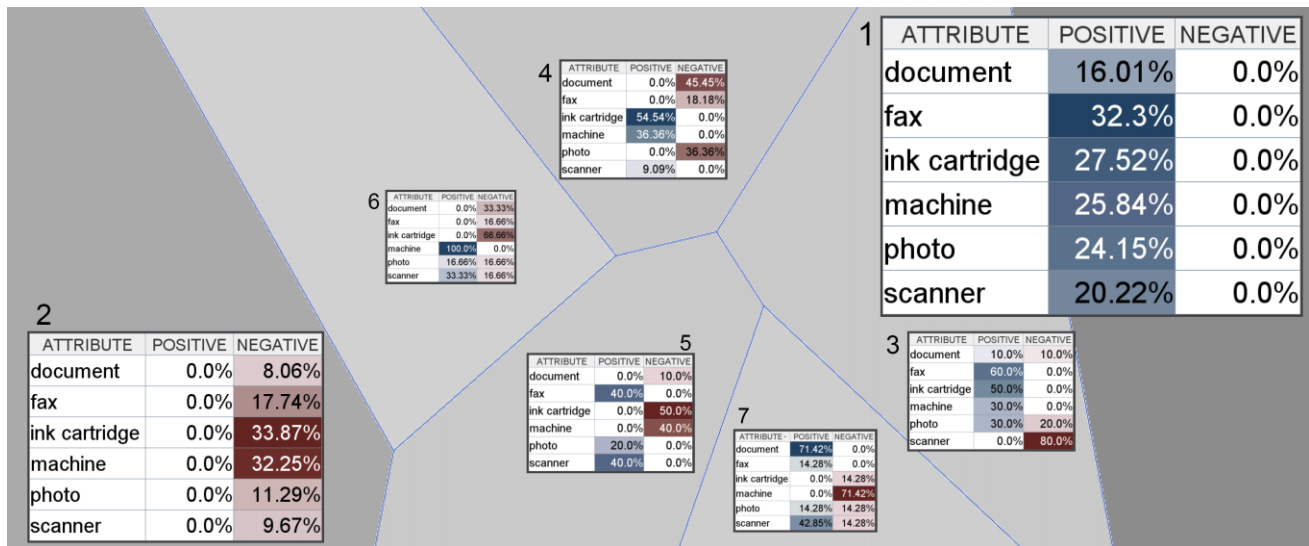 1
ATTRIBUTE POSITIVE NEGATIVE
document 16.01% 0.0%
fax 32.3% 0.0%
ink cartridge 27.52% 0.0%
machine 25.84% 0.0%
photo 24.15% 0.0%
scanner 20.22% 0.0%
4
ATTRIBUTE POSITIVE NEGATIVE
document 0.0% 45.45%
fax 0.0% 18.18%
ink cartridge 54.54% 0.0%
machine 36.36% 0.0%
photo 0.0% 36.36%
scanner 9.09% 0.0%
6
ATTRIBUTE POSITIVE NEGATIVE
document 0.0% 33.33%
fax 0.0% 16.66%
ink cartridge 0.0% 66.66%
machine 100.0% 0.0%
photo 16.66% 16.66%
scanner 33.33% 16.66%
2
ATTRIBUTE POSITIVE NEGATIVE
document 0.0% 8.06%
fax 0.0% 17.74%
ink cartridge 0.0% 33.87%
machine 0.0% 32.25%
photo 0.0% 11.29%
scanner 0.0% 9.67%
5
ATTRIBUTE POSITIVE NEGATIVE
document 0.0% 10.0%
fax 40.0% 0.0%
ink cartridge 0.0% 50.0%
machine 0.0% 40.0%
photo 20.0% 0.0%
scanner 40.0% 0.0%
3
ATTRIBUTE POSITIVE NEGATIVE
document 10.0% 10.0%
fax 60.0% 0.0%
ink cartridge 50.0% 0.0%
machine 30.0% 0.0%
photo 30.0% 20.0%
scanner 0.0% 80.0%
7
ATTRIBUTE- POSITIVE NEGATIVE
document 71.42% 0.0%
fax 14.28% 0.0%
ink cartridge 0.0% 14.28%
machine 0.0% 71.42%
photo 14.28% 14.28%
scanner 42.85% 14.28%